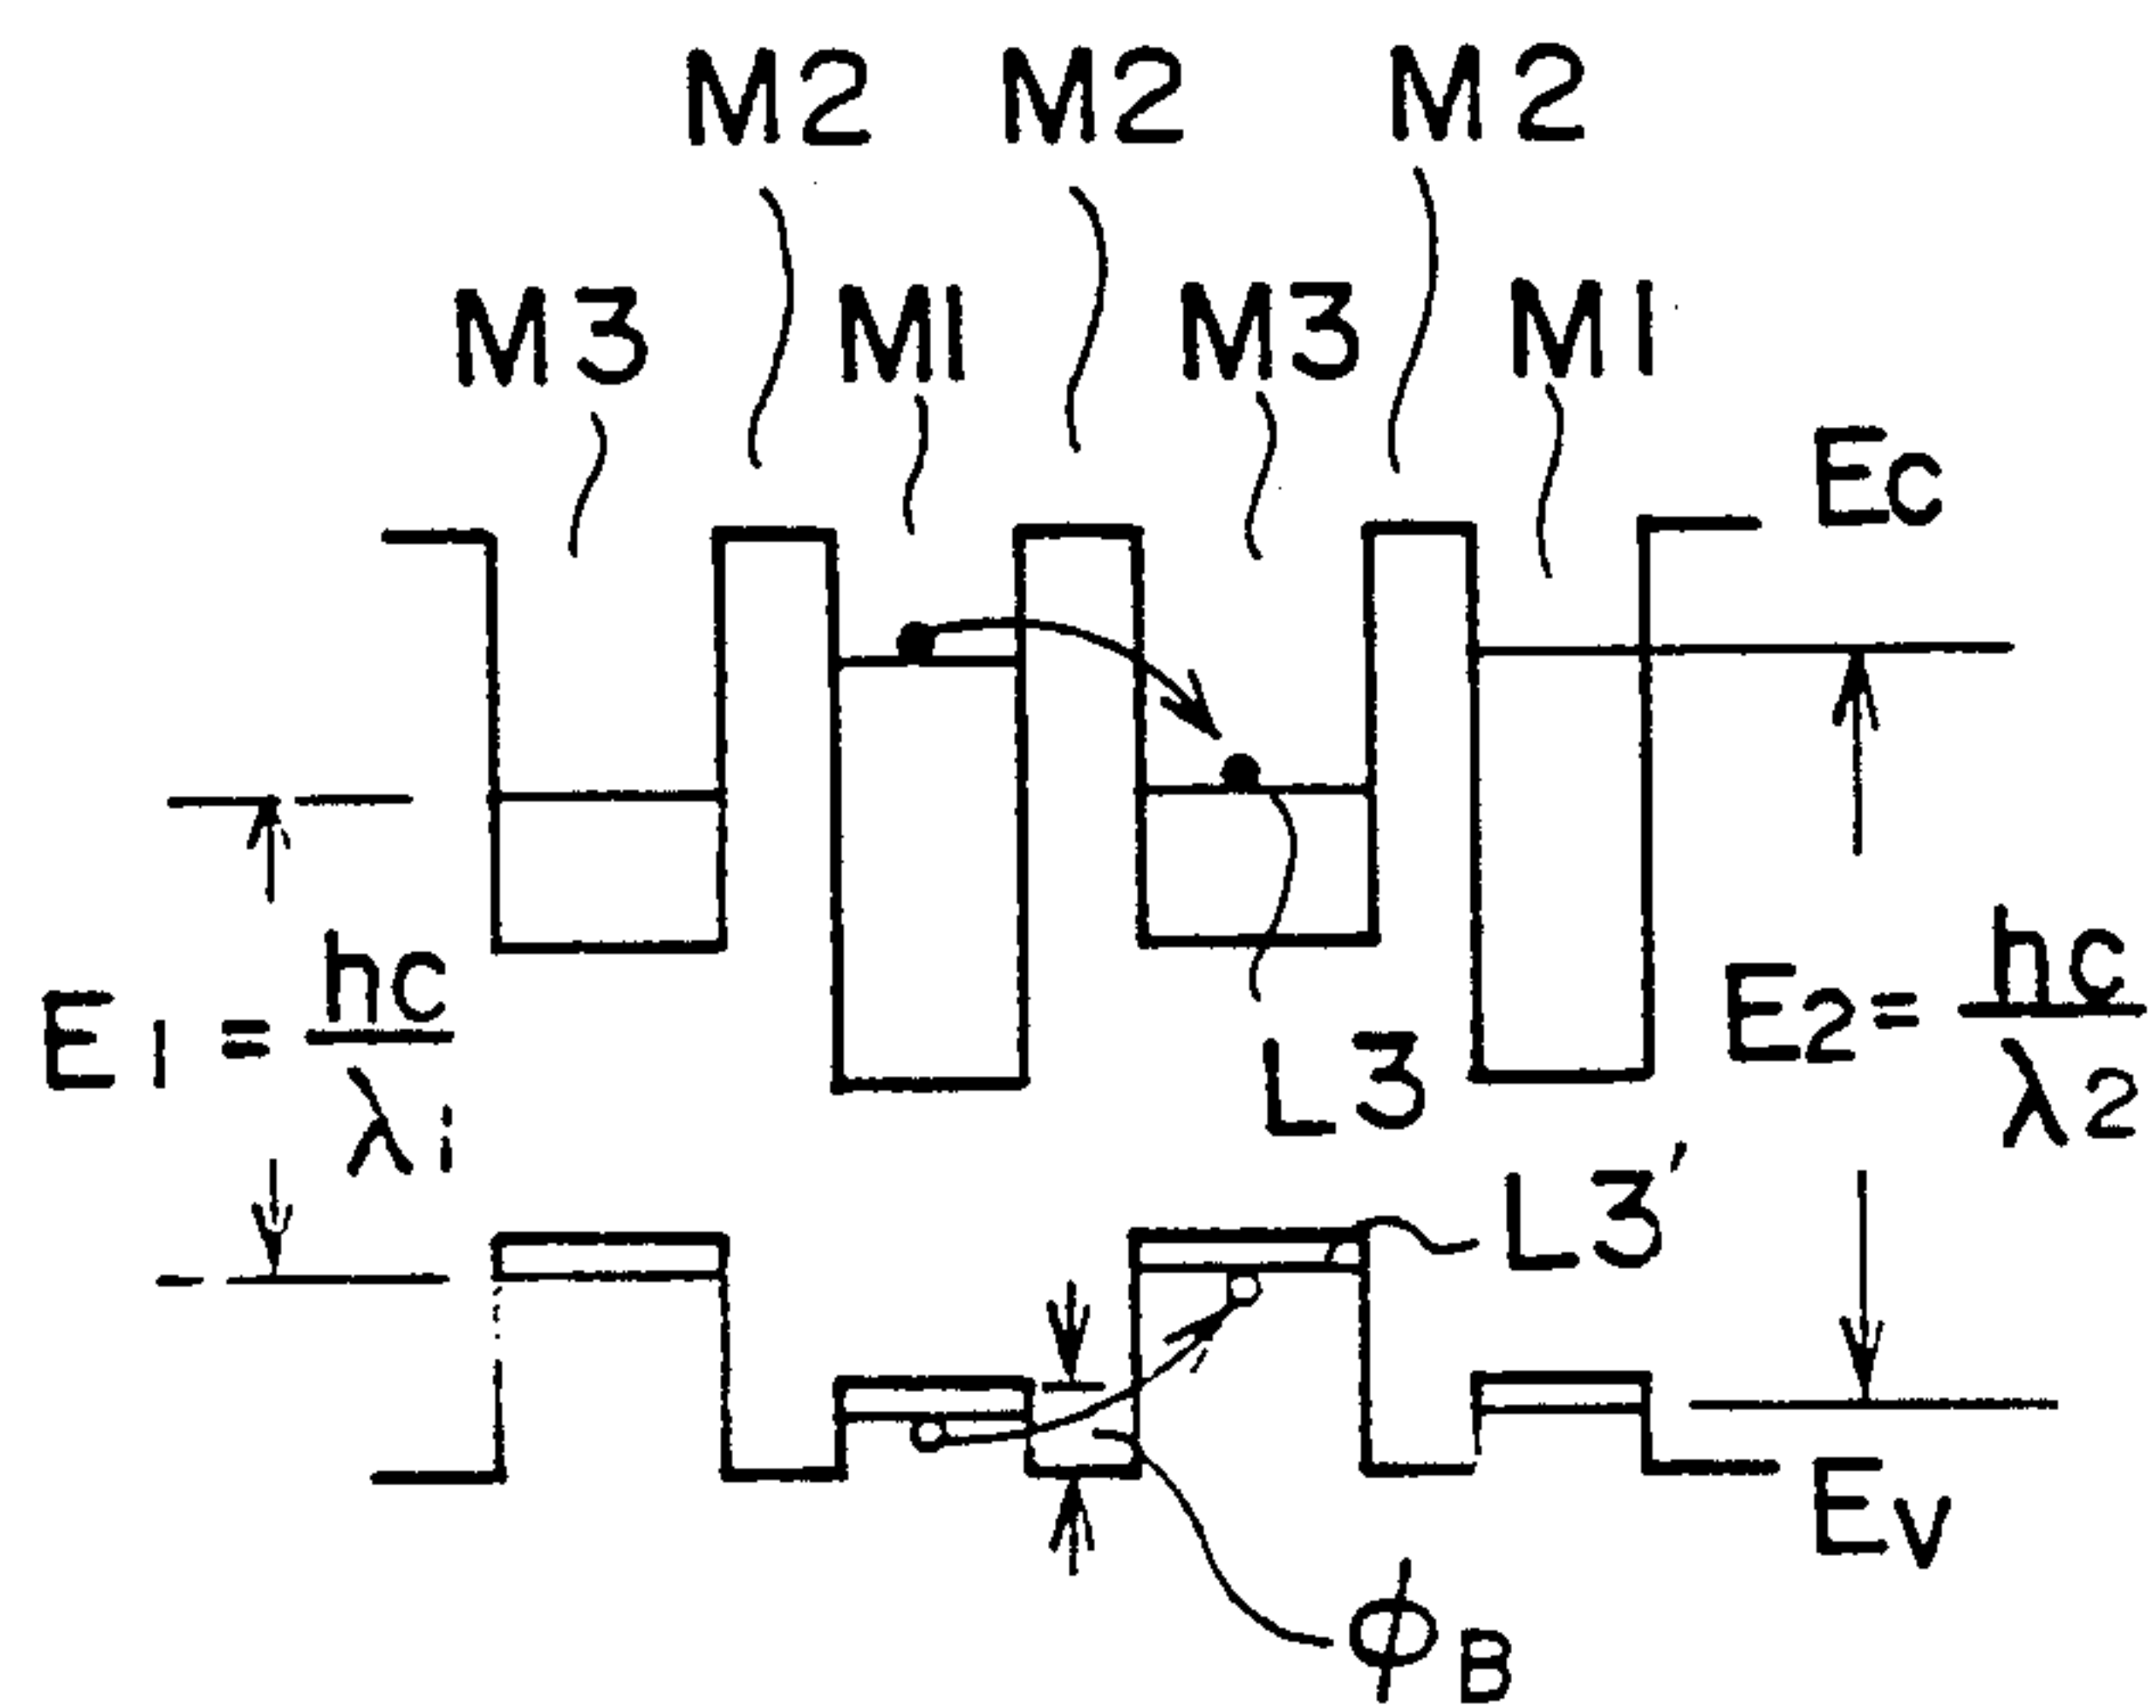 M2 M2 M2
M3 M1 M3 M1
Ec
E1 = hc/λi
E2 = hc/λ2
L3
L3'
Ev
ϕB